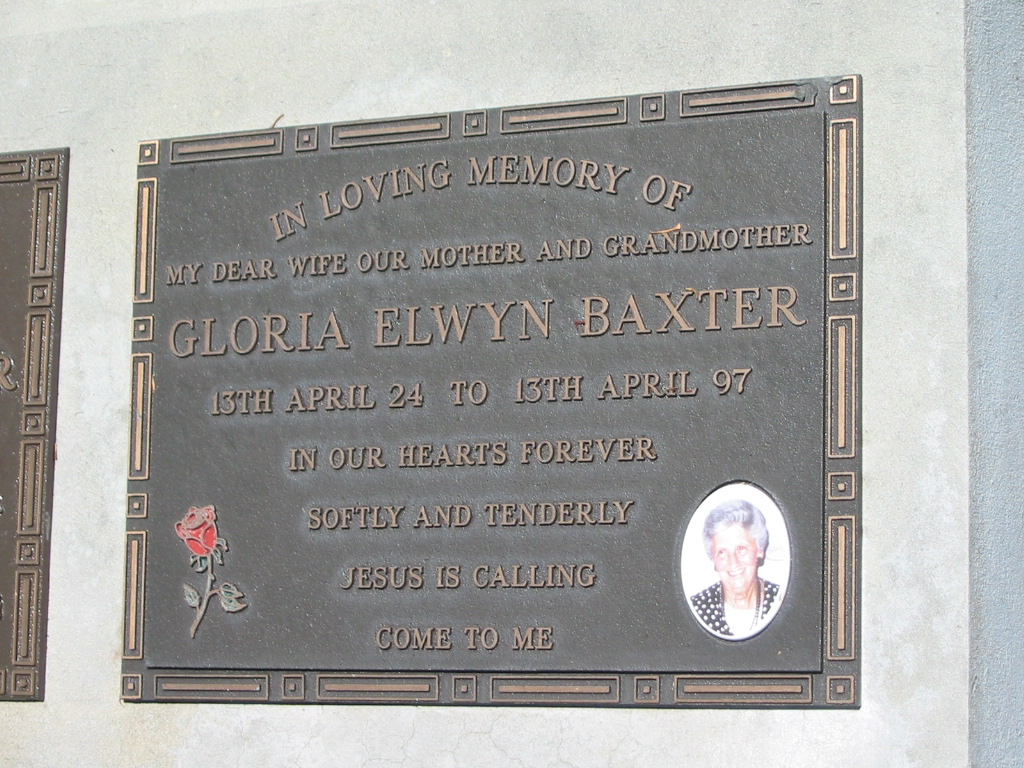 IN LOVING MEMORY OF
MY DEAR WIFE OUR MOTHER AND GRANDMOTHER
GLORIA ELWYN BAXTER
13TH APRIL 24 TO 13TH APRIL 97
IN OUR HEARTS FOREVER
SOFTLY AND TENDERLY
JESUS IS CALLING
COME TO ME